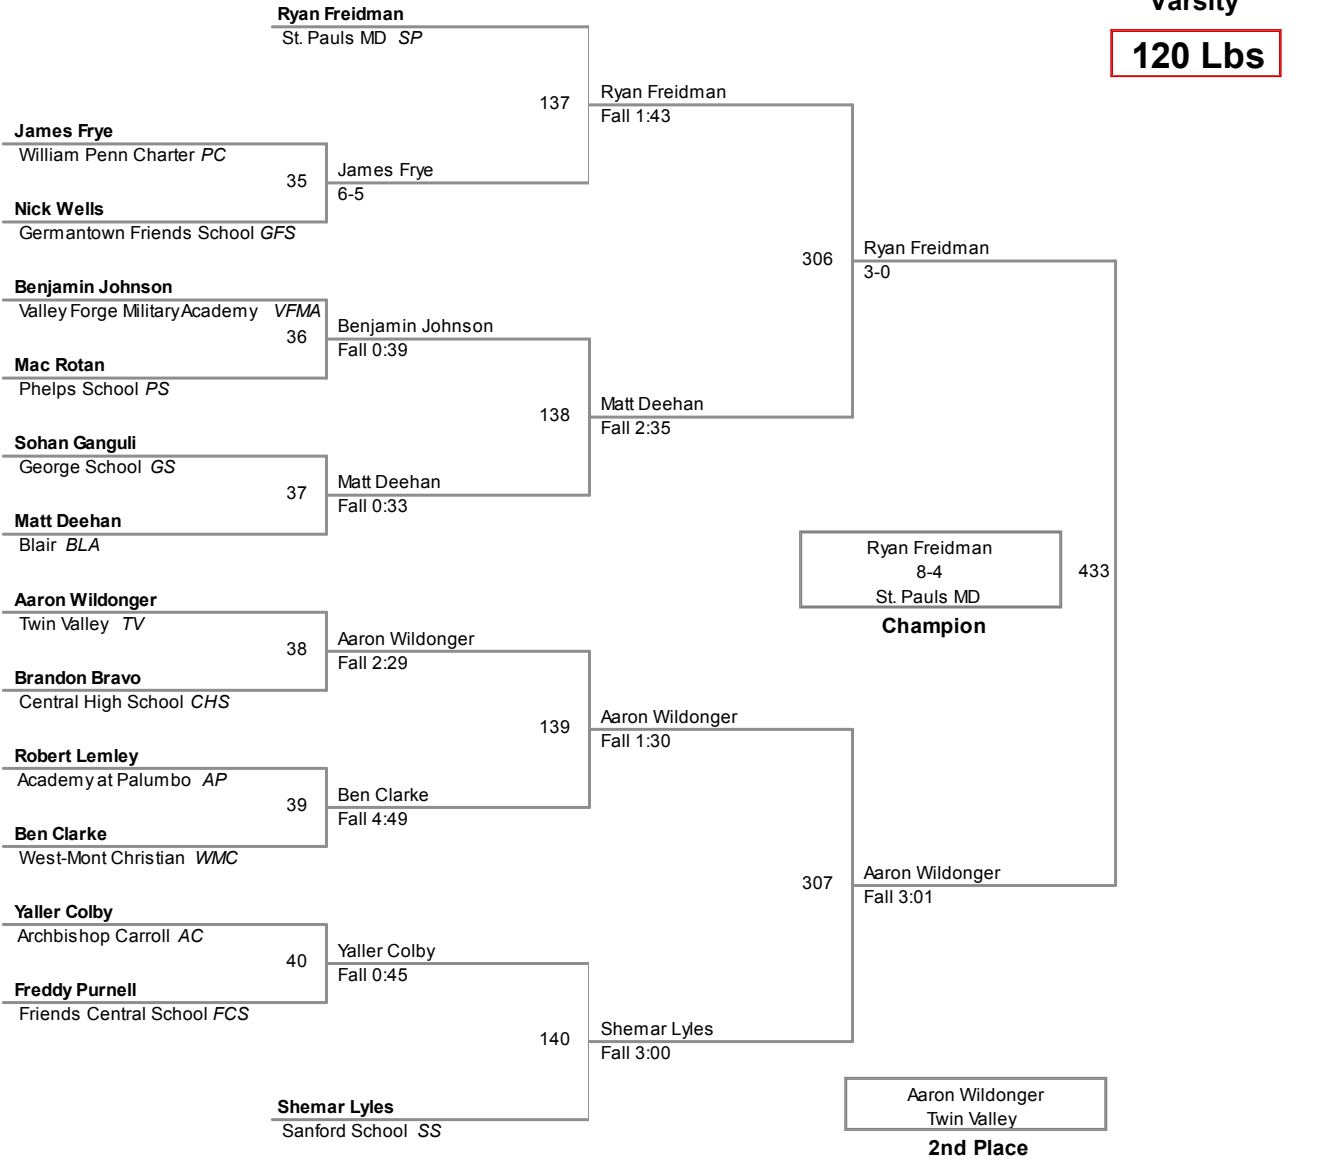 Varsity
120 Lbs
Ryan Freidman
St. Pauls MD SP
137
Ryan Freidman
Fall 1:43
James Frye
William Penn Charter PC
35
James Frye
6-5
Nick Wells
Germantown Friends School GFS
306
Ryan Freidman
3-0
Benjamin Johnson
Valley Forge Military Academy VFMA
36
Benjamin Johnson
Fall 0:39
Mac Rotan
Phelps School PS
138
Matt Deehan
Fall 2:35
Sohan Ganguli
George School GS
37
Matt Deehan
Fall 0:33
Matt Deehan
Blair BLA
Ryan Freidman
8-4
St. Pauls MD
Champion
433
Aaron Wildonger
Twin Valley TV
38
Aaron Wildonger
Fall 2:29
Brandon Bravo
Central High School CHS
139
Aaron Wildonger
Fall 1:30
Robert Lemley
Academy at Palumbo AP
39
Ben Clarke
Fall 4:49
Ben Clarke
West-Mont Christian WMC
307
Aaron Wildonger
Fall 3:01
Yaller Colby
Archbishop Carroll AC
40
Yaller Colby
Fall 0:45
Freddy Purnell
Friends Central School FCS
140
Shemar Lyles
Fall 3:00
Shemar Lyles
Sanford School SS
Aaron Wildonger
Twin Valley
2nd Place